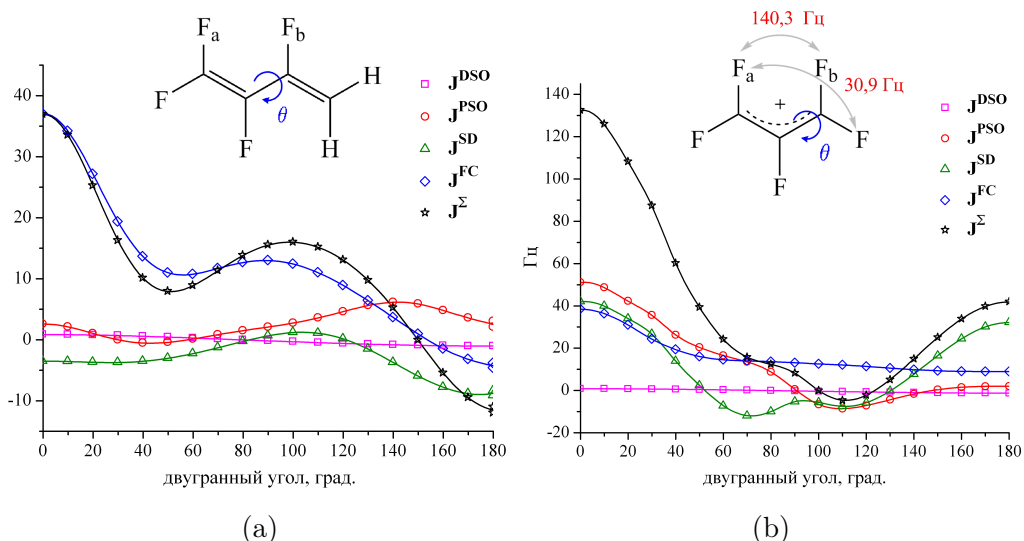 F_a F_b
H
F θ
F H
J^DSO
J^PSO
J^SD
J^FC
J^Σ
40
30
20
10
0
-10
0 20 40 60 80 100 120 140 160 180
двугранный угол, град.
(a)
140,3 Гц
F_a F_b 30,9 Гц
+
F θ F
F
J^DSO
J^PSO
J^SD
J^FC
J^Σ
Гц
140
120
100
80
60
40
20
0
-20
0 20 40 60 80 100 120 140 160 180
двугранный угол, град.
(b)